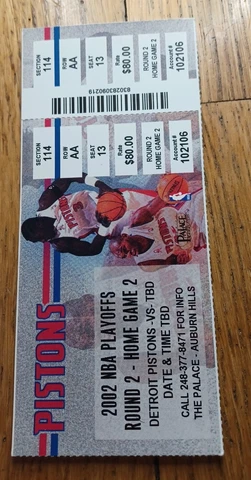 SECTION ROW SEAT Rate ROUND 2 Account #
114 AA 13 $80.00 HOME GAME 2 102106
SECTION ROW SEAT Rate ROUND 2 Account #
114 AA 13 $80.00 HOME GAME 2 102106
PALACE
PISTONS
2002 NBA PLAYOFFS
ROUND 2 - HOME GAME 2
DETROIT PISTONS -VS- TBD
DATE & TIME TBD
CALL 248-377-8471 FOR INFO
THE PALACE - AUBURN HILLS